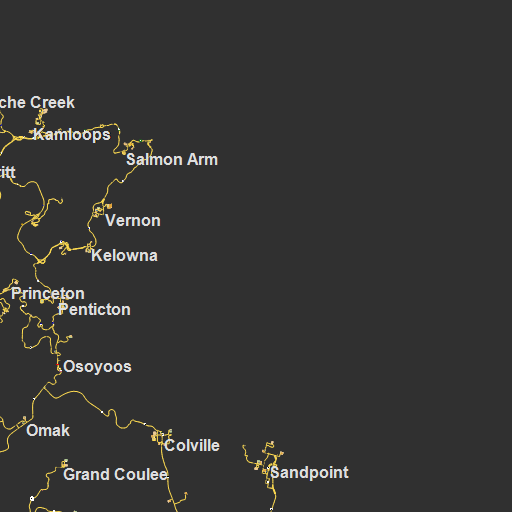 che Creek
Kamloops
Salmon Arm
itt
Vernon
Kelowna
Princeton
Penticton
Osoyoos
Omak
Colville
Grand Coulee
Sandpoint